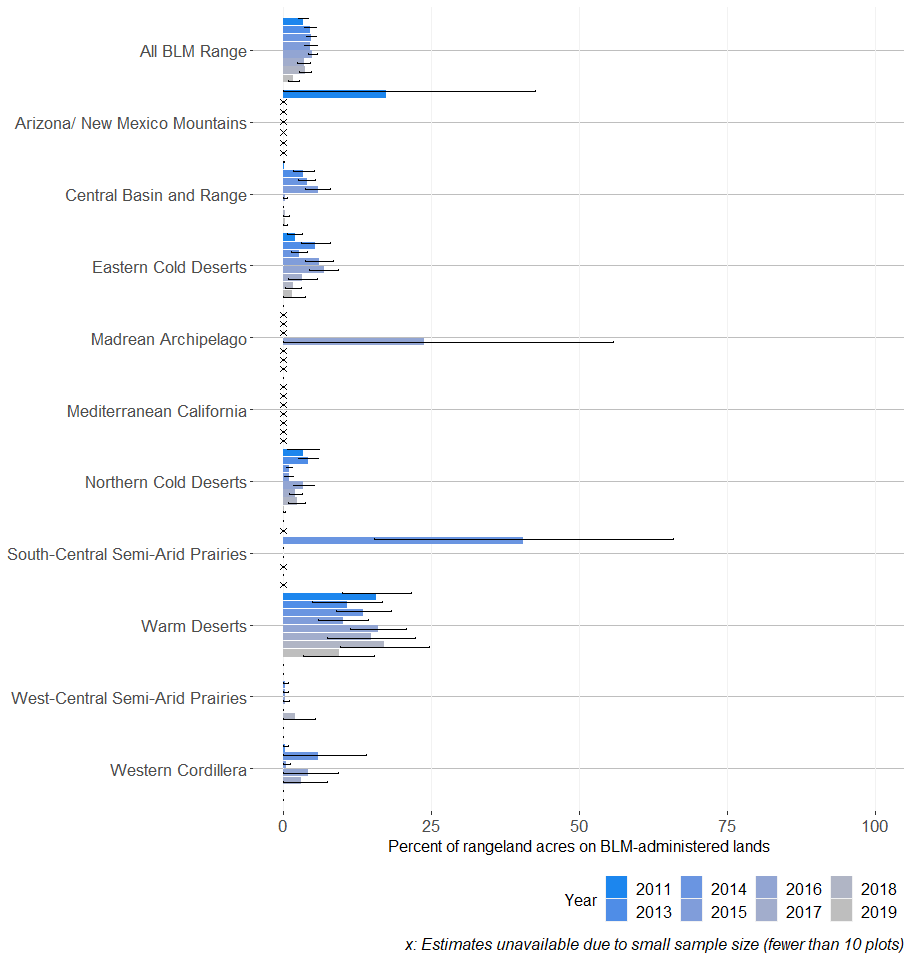 All BLM Range
Arizona/ New Mexico Mountains
Central Basin and Range
Eastern Cold Deserts
Madrean Archipelago
Mediterranean California
Northern Cold Deserts
South-Central Semi-Arid Prairies
Warm Deserts
West-Central Semi-Arid Prairies
Western Cordillera
0 25 50 75 100
Percent of rangeland acres on BLM-administered lands
Year 2011 2014 2016 2018
2013 2015 2017 2019
x: Estimates unavailable due to small sample size (fewer than 10 plots)